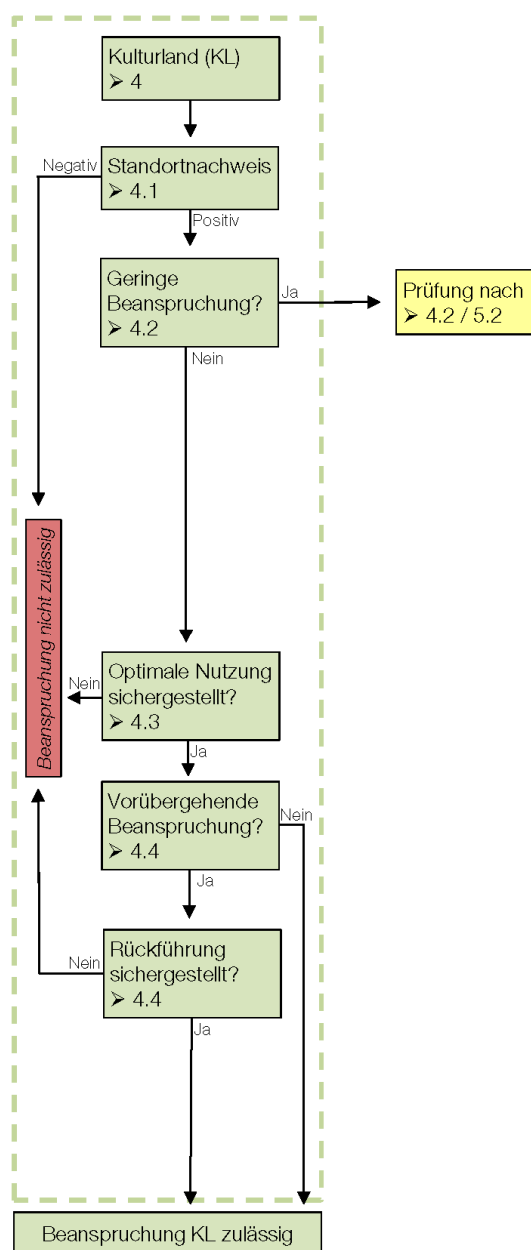 Kulturland (KL)
➢ 4
Negativ
Standortnachweis
➢ 4.1
Positiv
Geringe
Beanspruchung?
➢ 4.2
Ja
Prüfung nach
➢ 4.2 / 5.2
Nein
Beanspruchung nicht zulässig
Optimale Nutzung
sichergestellt?
➢ 4.3
Nein
Ja
Vorübergehende
Beanspruchung?
➢ 4.4
Nein
Ja
Rückführung
sichergestellt?
➢ 4.4
Nein
Ja
Beanspruchung KL zulässig